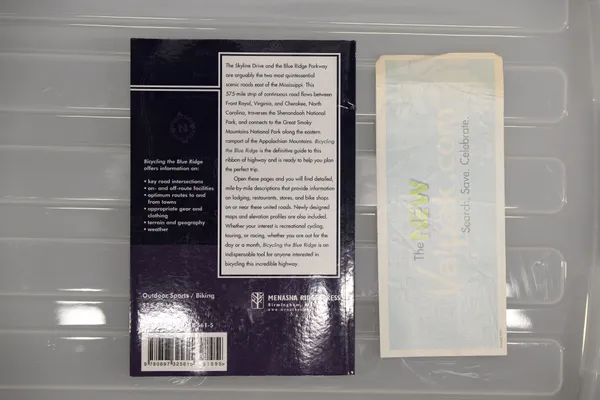 The Skyline Drive and the Blue Ridge Parkway
are arguably the two most quintessential
scenic roads east of the Mississippi. This
575-mile strip of continuous road flows between
Front Royal, Virginia, and Cherokee, North
Carolina, traverses the Shenandoah National
Park, and connects to the Great Smoky
Mountains National Park along the eastern
rampart of the Appalachian Mountains. Bicycling
the Blue Ridge is the definitive guide to this
ribbon of highway and is ready to help you plan
the perfect trip.
Open these pages and you will find detailed,
mile-by-mile descriptions that provide information
on lodging, restaurants, stores, and bike shops
on or near these united roads. Newly designed
maps and elevation profiles are also included.
Whether your interest is recreational cycling,
touring, or racing, whether you are out for the
day or a month, Bicycling the Blue Ridge is an
indispensable tool for anyone interested in
bicycling this incredible highway.
N
Bicycling the Blue Ridge
offers information on:
• key road intersections
• on- and off-route facilities
• optimum routes to and
from towns
• appropriate gear and
clothing
• terrain and geography
• weather
Outdoor Sports / Biking
MENASHA RIDGE PRESS
Birmingham,
The NEW
Search. Save. Celebrate.